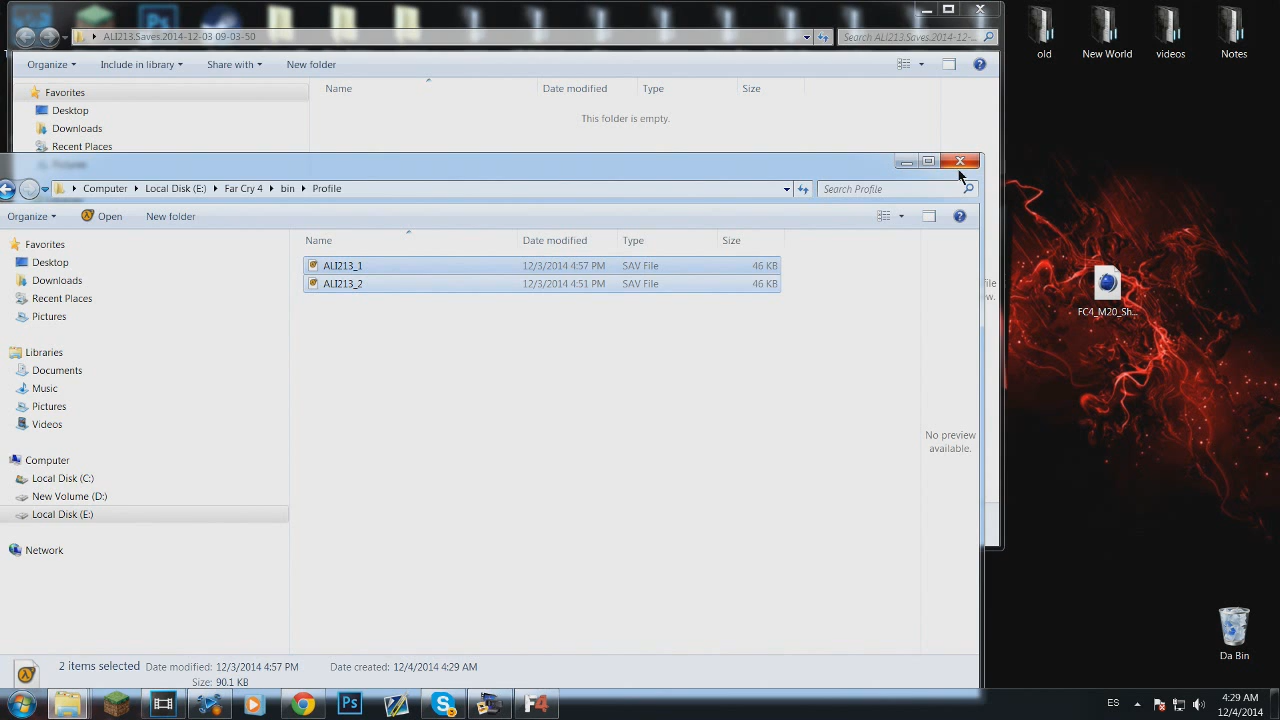 ALI213.Saves.2014-12-03 09-03-50
Search ALI213.Saves.2014-12-...
Organize
Include in library
Share with
New folder
Favorites
Name
Date modified
Type
Size
Desktop
This folder is empty.
Downloads
Recent Places
Pictures
Computer
Local Disk (E:)
Far Cry 4
bin
Profile
Search Profile
Organize
Open
New folder
Favorites
Desktop
Downloads
Recent Places
Pictures
Libraries
Documents
Music
Pictures
Videos
Computer
Local Disk (C:)
New Volume (D:)
Local Disk (E:)
Network
Name
Date modified
Type
Size
ALI213_1
12/3/2014 4:57 PM
SAV File
46 KB
ALI213_2
12/3/2014 4:51 PM
SAV File
46 KB
No preview
available.
2 items selected
Date modified: 12/3/2014 4:57 PM
Date created: 12/4/2014 4:29 AM
Size: 90.1 KB
old
New World
videos
Notes
FC4_M20_Sh...
Da Bin
ES
4:29 AM
12/4/2014